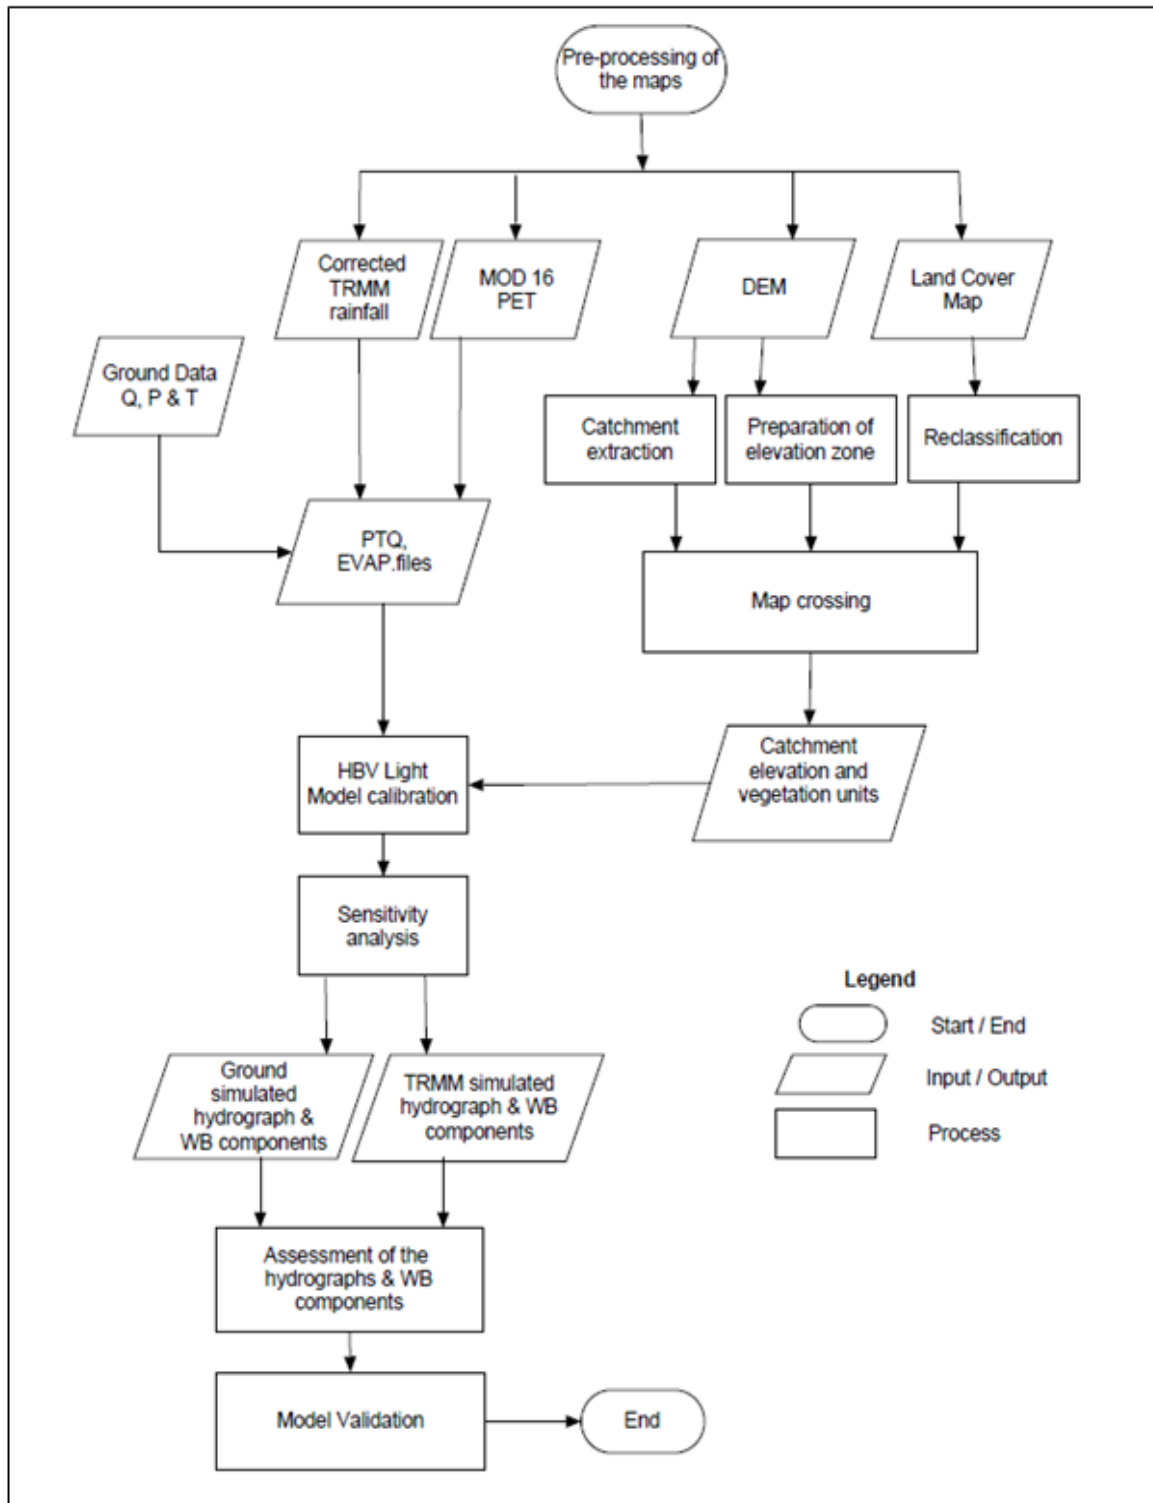 Pre-processing of
the maps
Corrected
TRMM
rainfall
MOD 16
PET
DEM
Land Cover
Map
Ground Data
Q, P & T
Catchment
extraction
Preparation of
elevation zone
Reclassification
PTQ,
EVAP.files
Map crossing
HBV Light
Model calibration
Catchment
elevation and
vegetation units
Sensitivity
analysis
Ground
simulated
hydrograph &
WB components
TRMM simulated
hydrograph & WB
components
Assessment of the
hydrographs & WB
components
Model Validation
End
Legend
Start / End
Input / Output
Process